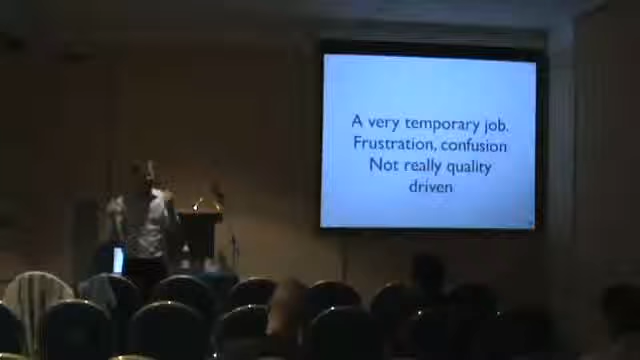 A very temporary job.
Frustration, confusion
Not really quality
driven